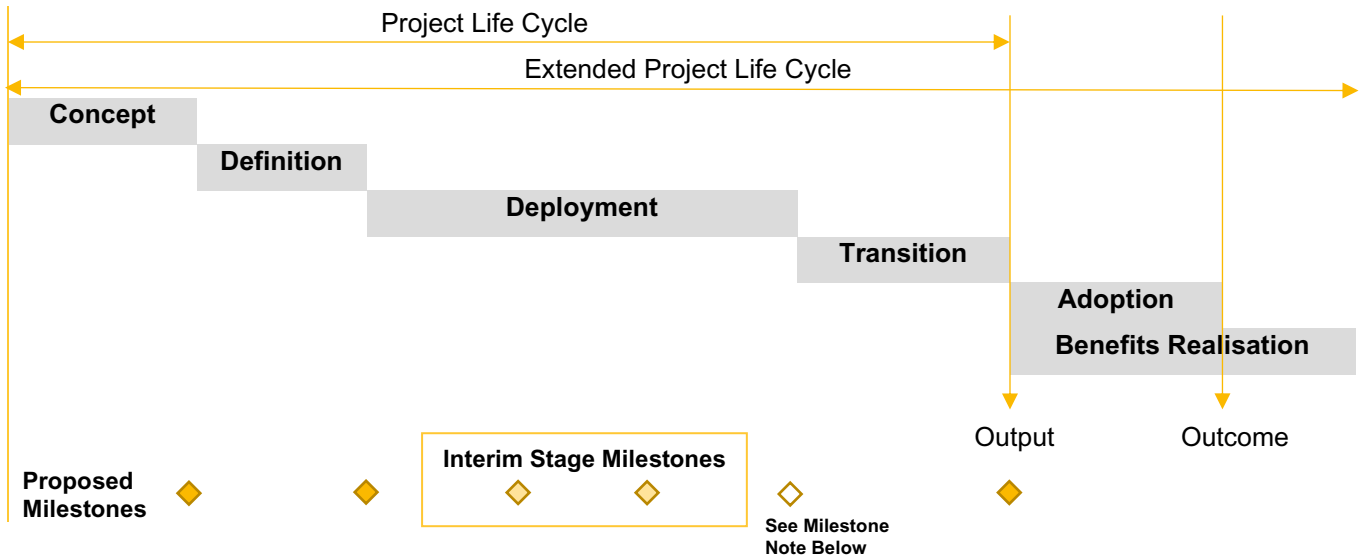 Project Life Cycle
Extended Project Life Cycle
Concept
Definition
Deployment
Transition
Adoption
Benefits Realisation
Output
Outcome
Proposed
Milestones
Interim Stage Milestones
See Milestone
Note Below